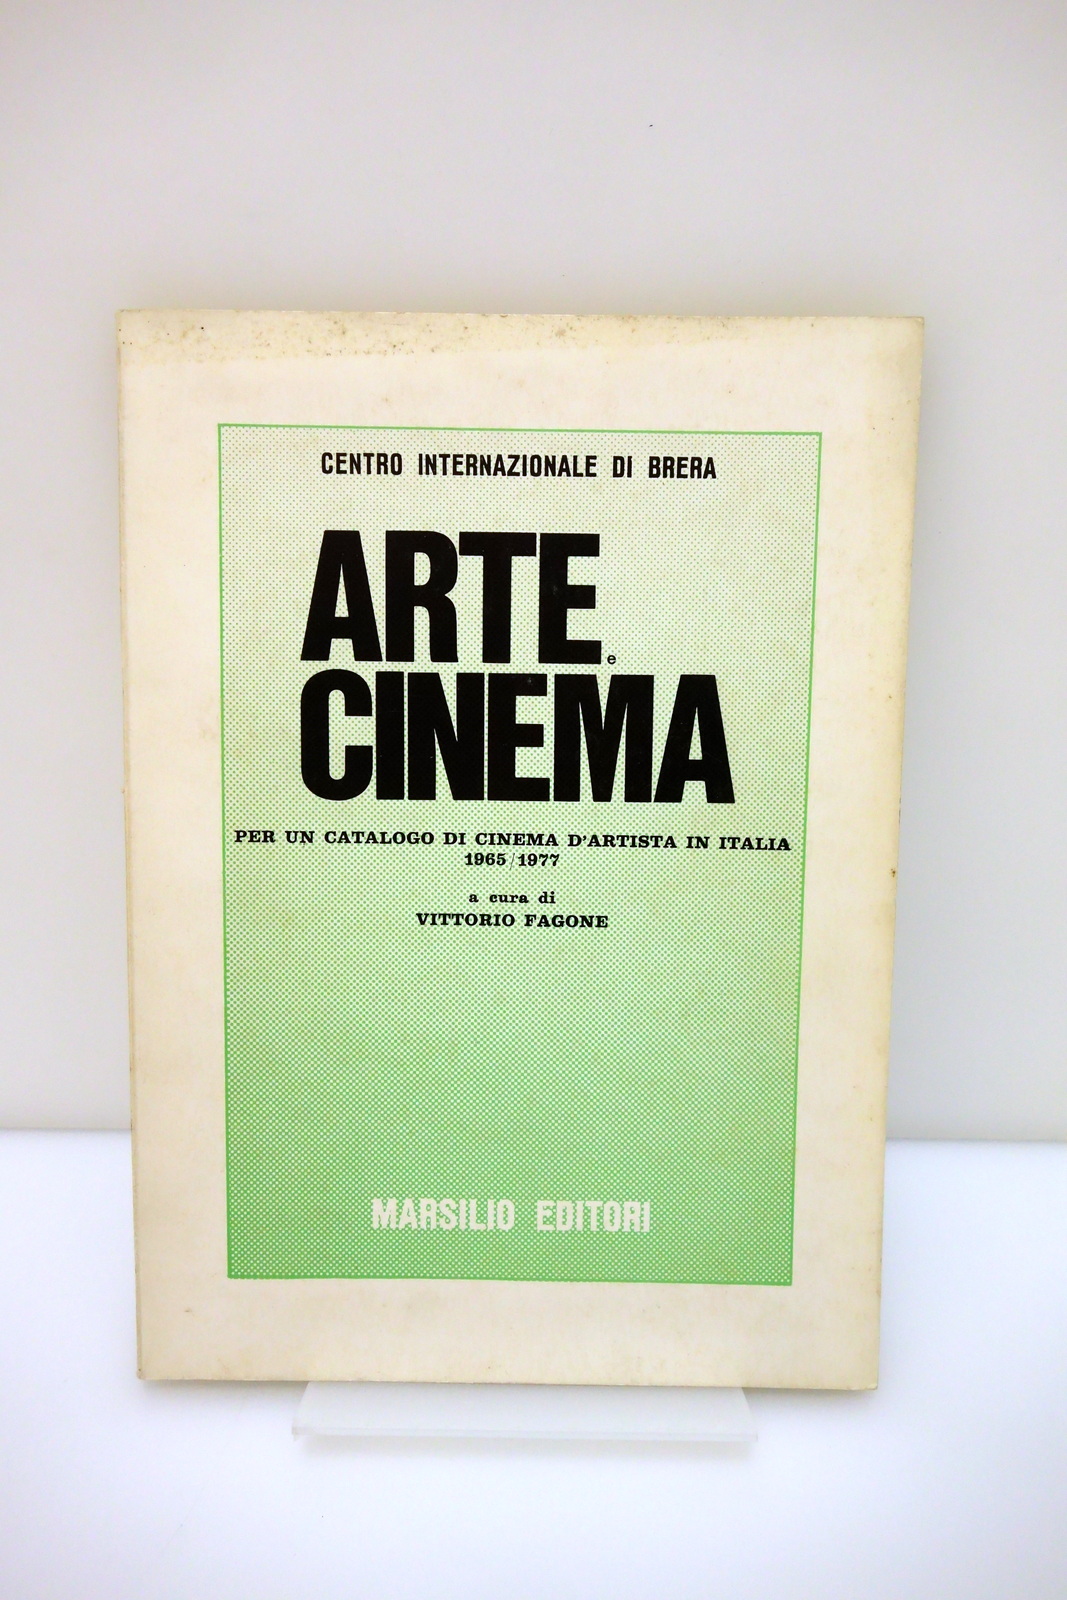 CENTRO INTERNAZIONALE DI BRERA
ARTE e
CINEMA
PER UN CATALOGO DI CINEMA D'ARTISTA IN ITALIA
1965/1977
a cura di
VITTORIO FAGONE
MARSILIO EDITORI